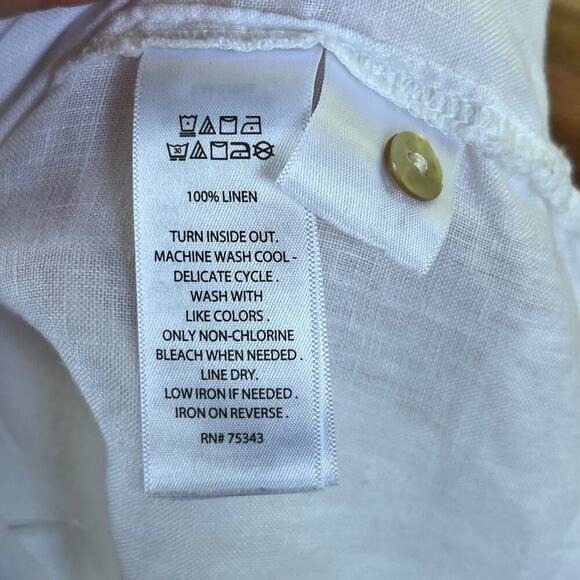 30
100% LINEN
TURN INSIDE OUT.
MACHINE WASH COOL -
DELICATE CYCLE .
WASH WITH
LIKE COLORS .
ONLY NON-CHLORINE
BLEACH WHEN NEEDED .
LINE DRY.
LOW IRON IF NEEDED .
IRON ON REVERSE .
RN# 75343